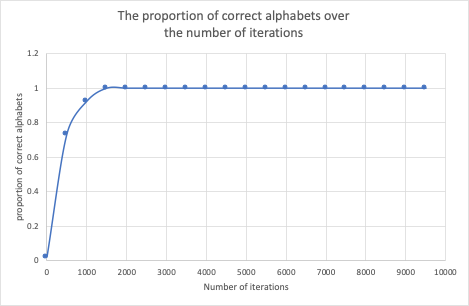 The proportion of correct alphabets over
the number of iterations
1.2
1
0.8
0.6
0.4
0.2
0
proportion of correct alphabets
0 1000 2000 3000 4000 5000 6000 7000 8000 9000 10000
Number of iterations